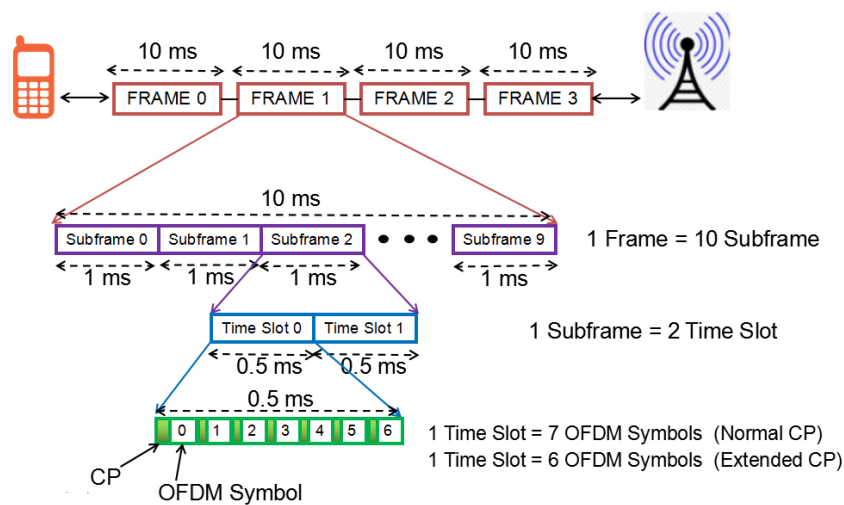 10 ms 10 ms 10 ms 10 ms
FRAME 0 FRAME 1 FRAME 2 FRAME 3
10 ms
Subframe 0 Subframe 1 Subframe 2 Subframe 9 1 Frame = 10 Subframe
1 ms 1 ms 1 ms 1 ms
Time Slot 0 Time Slot 1 1 Subframe = 2 Time Slot
0.5 ms 0.5 ms
0.5 ms
0 1 2 3 4 5 6 1 Time Slot = 7 OFDM Symbols (Normal CP)
1 Time Slot = 6 OFDM Symbols (Extended CP)
CP
OFDM Symbol